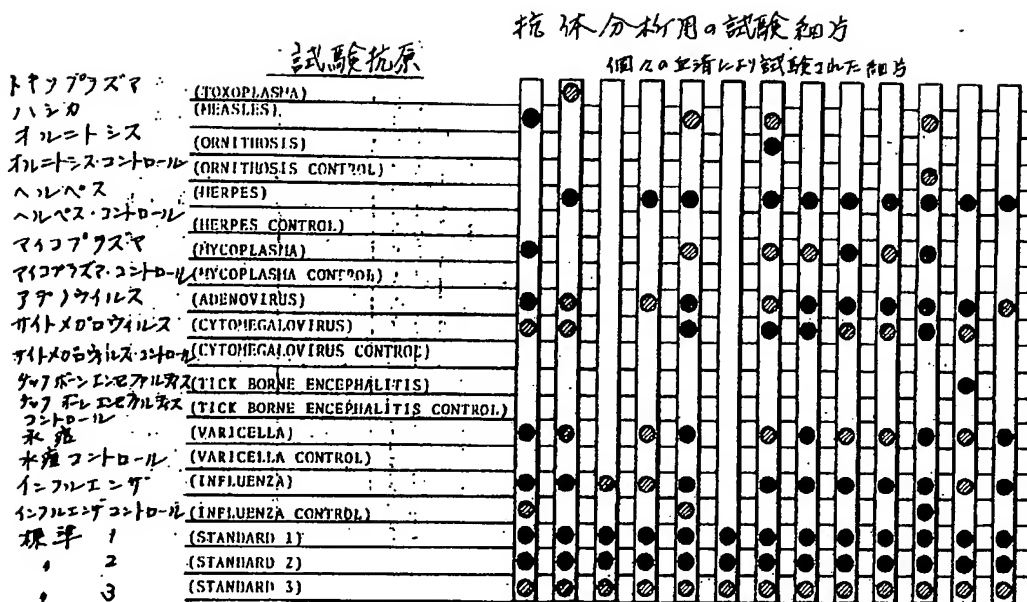 抗体分析用の試験細片
試験抗原
個々の血清により試験された細片
トキソプラズマ (TOXOPLASMA)
ハシカ (MEASLES)
オルニトシス (ORNITHOSIS)
オルニトシス・コントロール (ORNITHOSIS CONTROL)
ヘルペス (HERPES)
ヘルペス・コントロール (HERPES CONTROL)
マイコプラズマ (MYCOPLASMA)
マイコプラズマ・コントロール (MYCOPLASMA CONTROL)
アデノウイルス (ADENOVIRUS)
サイトメガロウィルス (CYTOMEGALOVIRUS)
サイトメガロウィルス・コントロール (CYTOMEGALOVIRUS CONTROL)
チックボーンエンセファルティス (TICK BORNE ENCEPHALITIS)
チックボーンエンセファルティス (TICK BORNE ENCEPHALITIS CONTROL)
コントロール
水痘 (VARICELLA)
水痘コントロール (VARICELLA CONTROL)
インフルエンザ (INFLUENZA)
インフルエンザコントロール (INFLUENZA CONTROL)
標準 1 (STANDARD 1)
〃 2 (STANDARD 2)
〃 3 (STANDARD 3)